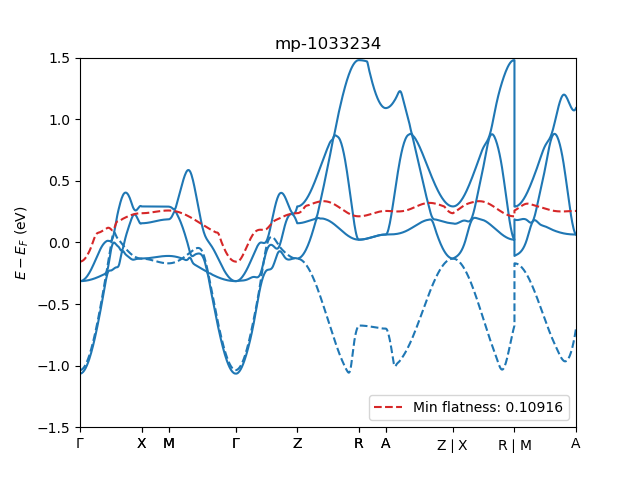 mp-1033234
1.5
1.0
0.5
0.0
−0.5
−1.0
−1.5
E − E_F (eV)
Min flatness: 0.10916
Γ X M Γ Z R A Z | X R | M A